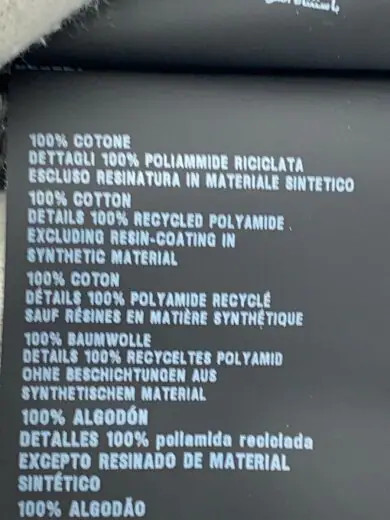 100% COTONE
DETTAGLI 100% POLIAMMIDE RICICLATA
ESCLUSO RESINATURA IN MATERIALE SINTETICO
100% COTTON
DETAILS 100% RECYCLED POLYAMIDE
EXCLUDING RESIN-COATING IN
SYNTHETIC MATERIAL
100% COTON
DÉTAILS 100% POLYAMIDE RECYCLÉ
SAUF RÉSINES EN MATIÈRE SYNTHÉTIQUE
100% BAUMWOLLE
DETAILS 100% RECYCELTES POLYAMID
OHNE BESCHICHTUNGEN AUS
SYNTHETISCHEM MATERIAL
100% ALGODÓN
DETALLES 100% poliamida reciclada
EXCEPTO RESINADO DE MATERIAL
SINTÉTICO
100% ALGODÃO